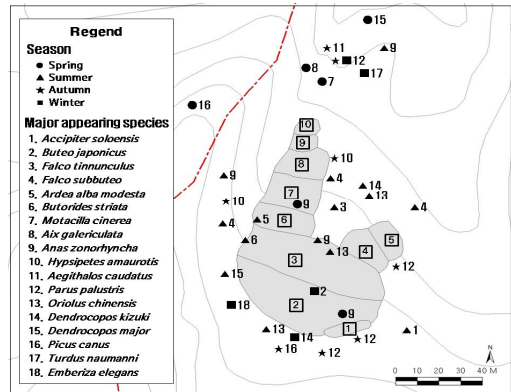 Regend
Season
Spring
Summer
Autumn
Winter
Major appearing species
1. Accipiter soloensis
2. Buteo japonicus
3. Falco tinnunculus
4. Falco subbuteo
5. Ardea alba modesta
6. Butorides striata
7. Motacilla cinerea
8. Aix galericulata
9. Anas zonorhyncha
10, Hypsipetes amaurotis
11, Aegithalos caudatus
12, Parus palustris
13, Oriolus chinensis
14, Dendrocopos kizuki
15, Dendrocopos major
16, Picus canus
17, Turdus naumanni
18, Emberiza elegans
15
11
9
12
8
17
7
16
10
9
10
8
9
4
14
7
13
10
9
3
4
5
6
4
6
9
5
13
4
3
12
15
2
18
2
9
13
14
1
12
1
16
12
N
0 10 20 30 40 M